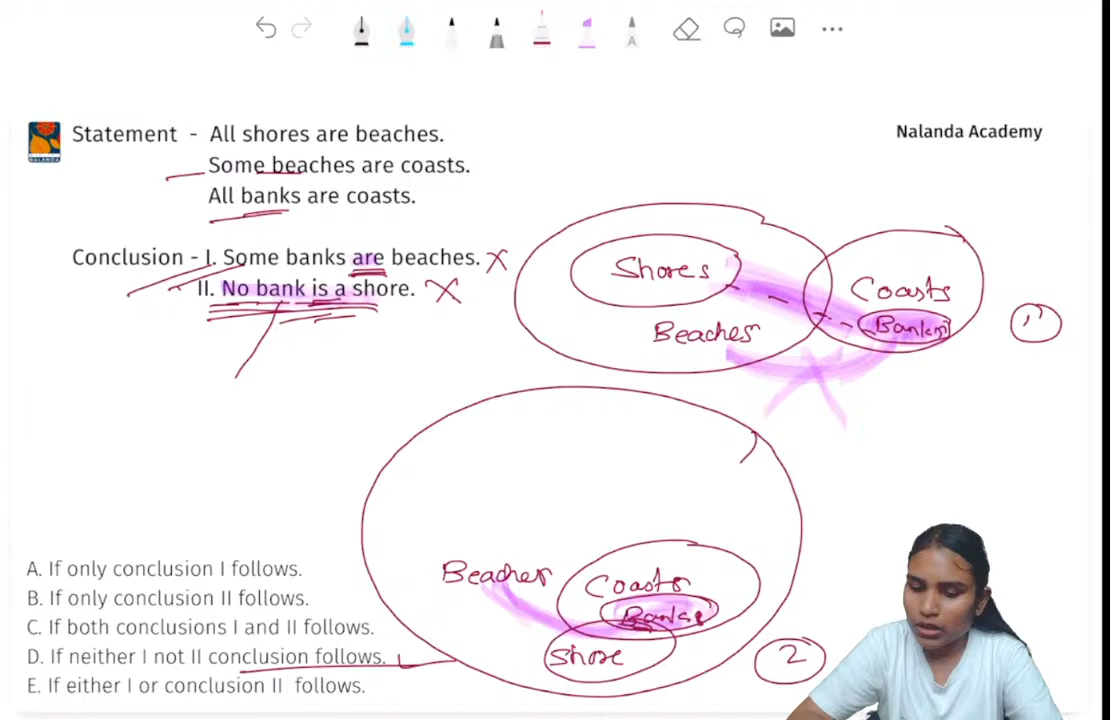 Statement - All shores are beaches.
Nalanda Academy
Some beaches are coasts.
All banks are coasts.
NALANDA
Conclusion - I. Some banks are beaches. X
II. No bank is a shore. X
Shores
Coasts
Banks
Beaches
1
Beaches
Coasts
Banks
Shore
2
A. If only conclusion I follows.
B. If only conclusion II follows.
C. If both conclusions I and II follows.
D. If neither I not II conclusion follows.
E. If either I or conclusion II follows.
A